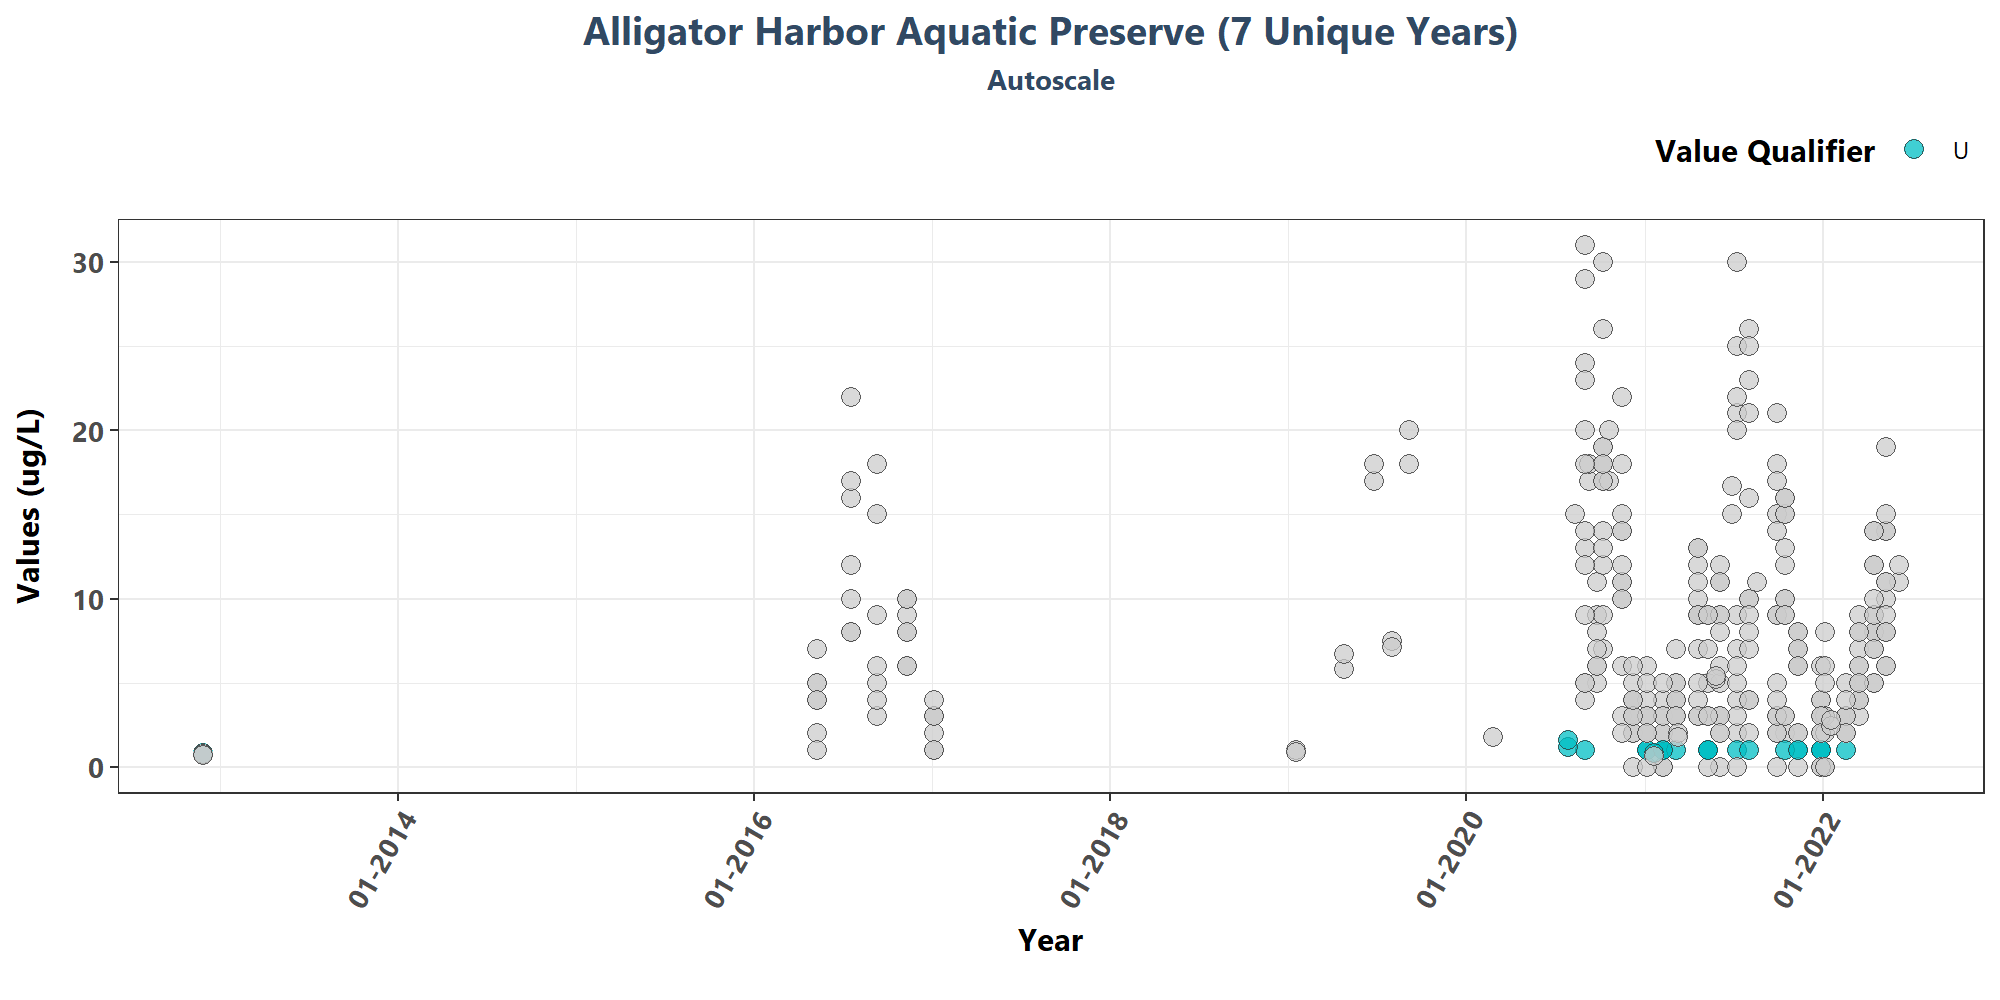 Alligator Harbor Aquatic Preserve (7 Unique Years)
Autoscale
Value Qualifier U
Values (ug/L)
30
20
10
0
01-2014 01-2016 01-2018 01-2020 01-2022
Year